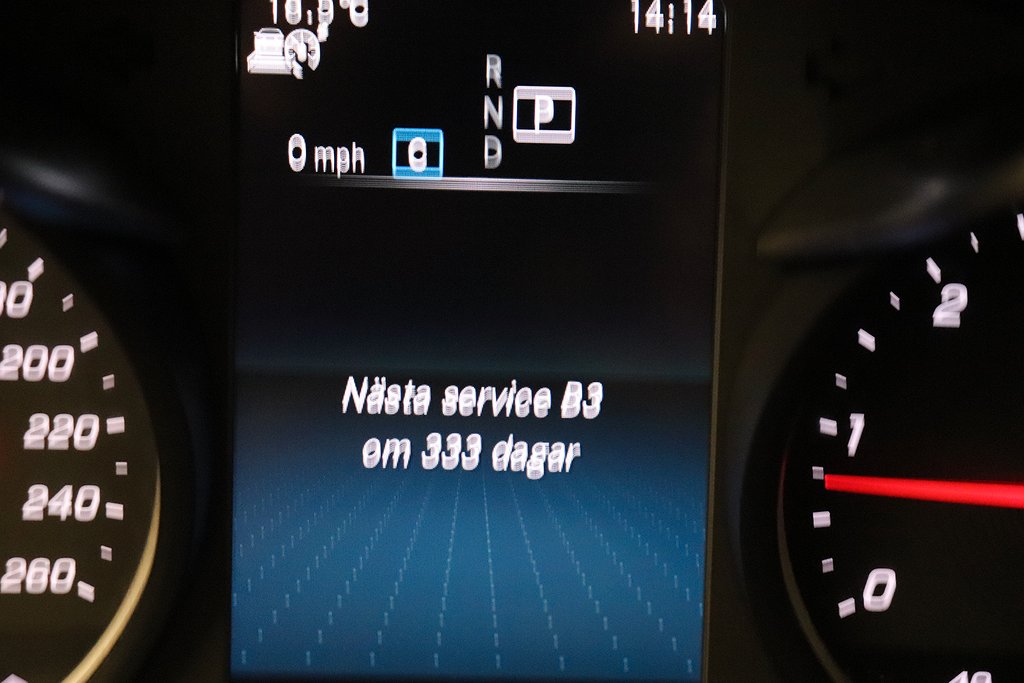 14:14
R
N
P
D
0 mph
Nästa service B3
om 333 dagar
200
220
240
260
2
1
0